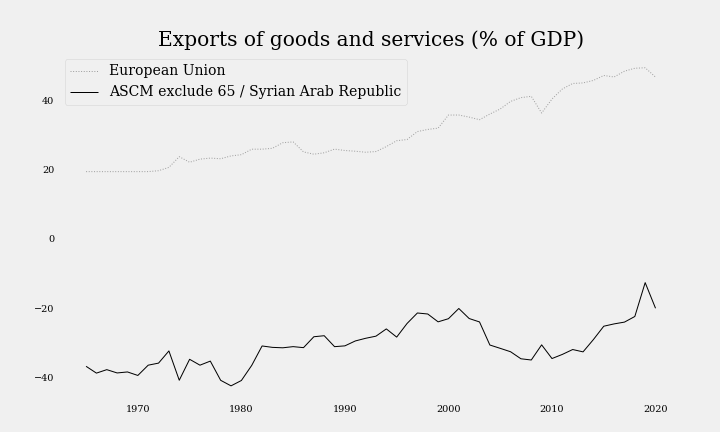 Exports of goods and services (% of GDP)
European Union
ASCM exclude 65 / Syrian Arab Republic
40
20
0
−20
−40
1970 1980 1990 2000 2010 2020